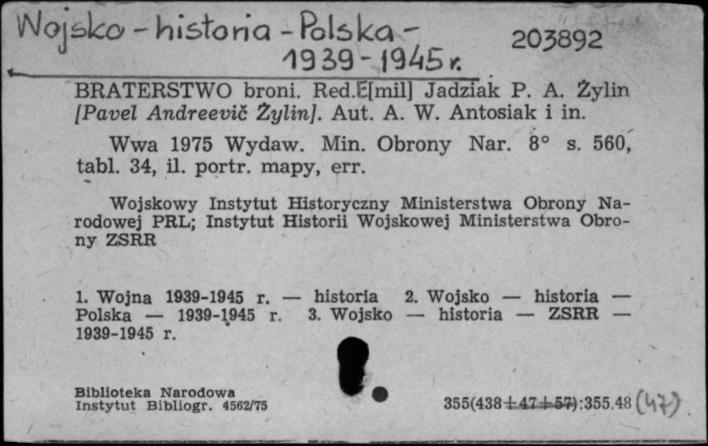 Wojsko - historia - Polska -
1939-1945 r.
203892
BRATERSTWO broni. Red. E[mil] Jadziak P. A. Żylin
[Pavel Andreevič Žylin]. Aut. A. W. Antosiak i in.
Wwa 1975 Wydaw. Min. Obrony Nar. 8° s. 560,
tabl. 34, il. portr. mapy, err.
Wojskowy Instytut Historyczny Ministerstwa Obrony Na-
rodowej PRL; Instytut Historii Wojskowej Ministerstwa Obro-
ny ZSRR
1. Wojna 1939-1945 r. — historia 2. Wojsko — historia —
Polska — 1939-1945 r. 3. Wojsko — historia — ZSRR —
1939-1945 r.
Biblioteka Narodowa
Instytut Bibliogr. 4562/75
355(438+47+57):355.48 (47)